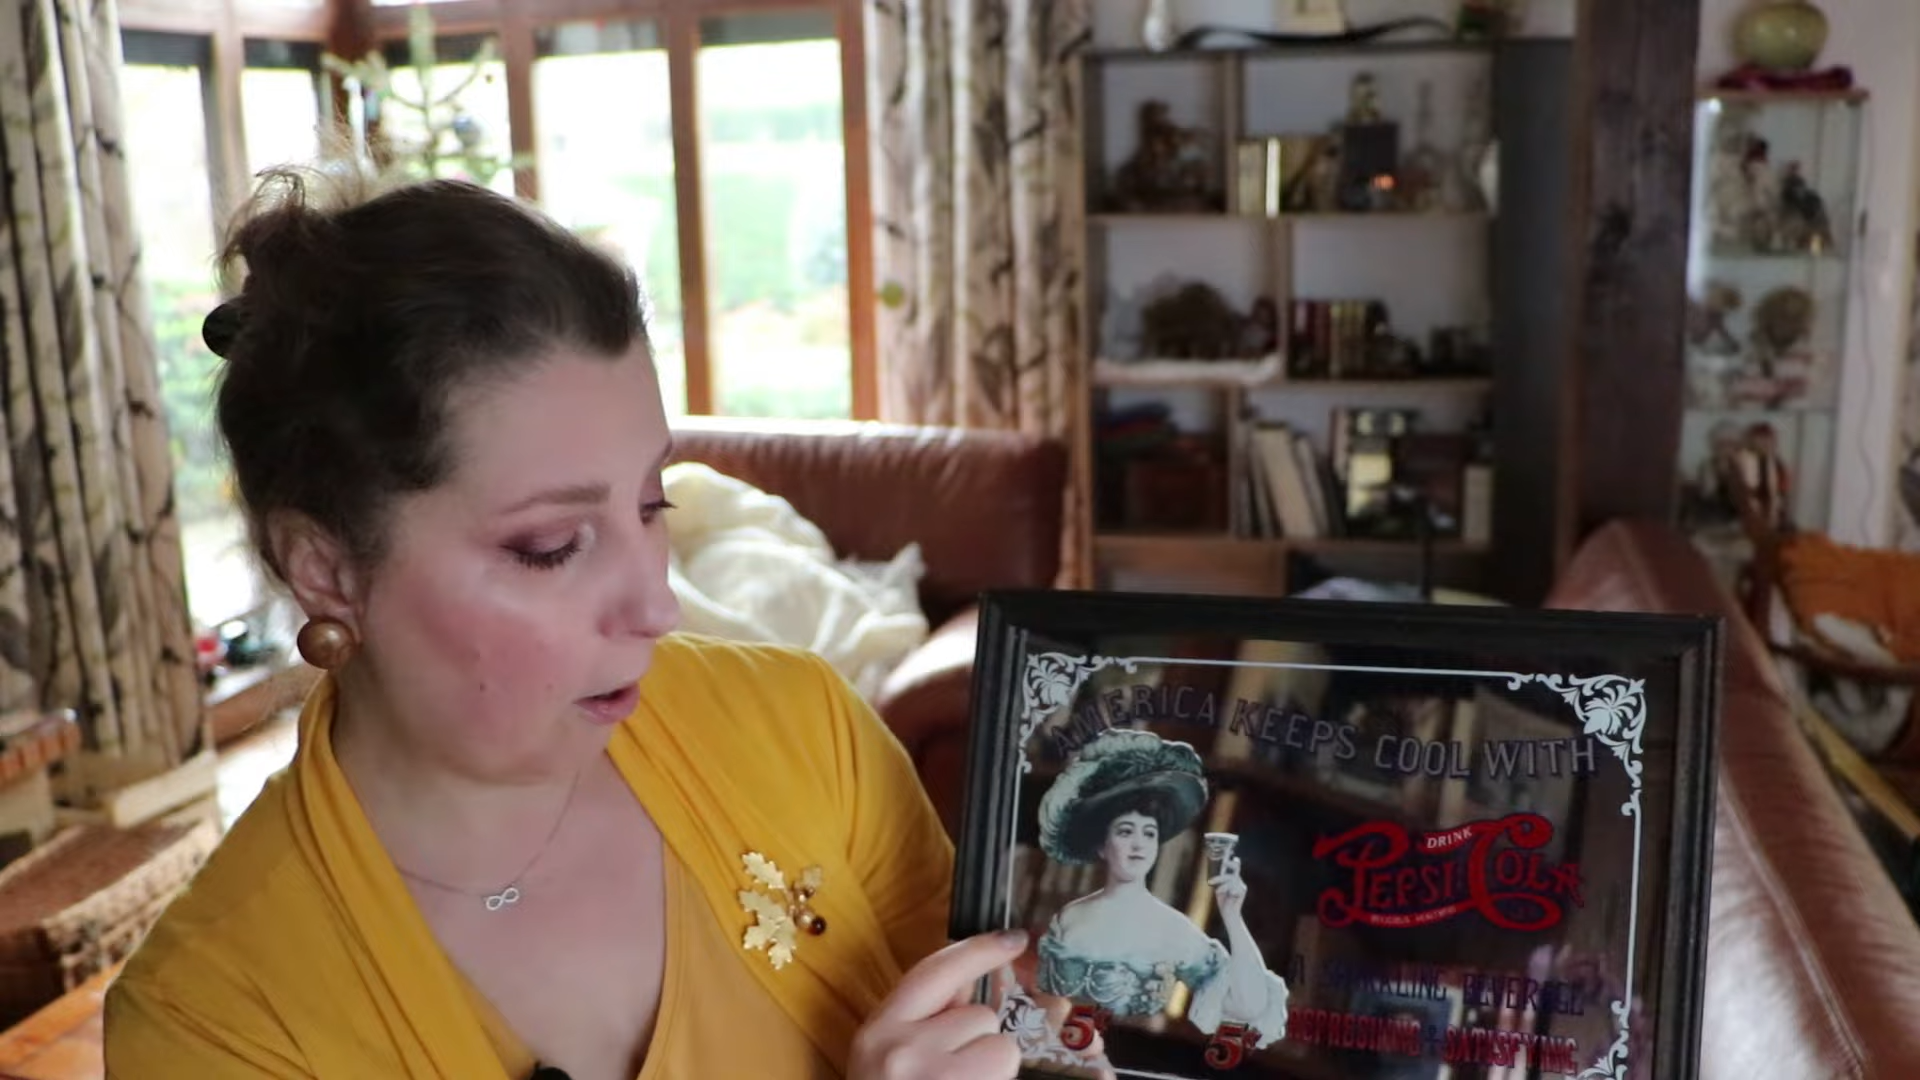 AMERICA KEEPS COOL WITH
DRINK
PEPSI-COLA
A SPARKLING BEVERAGE
REFRESHING & SATISFYING
5¢ 5¢